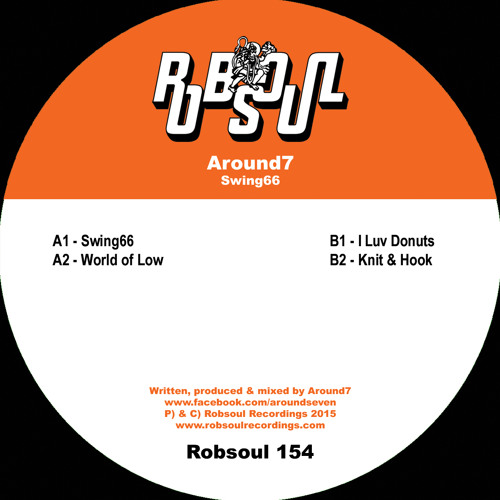 ROBSOUL
Around7
Swing66
A1 - Swing66
A2 - World of Low
B1 - I Luv Donuts
B2 - Knit & Hook
Written, produced & mixed by Around7
www.facebook.com/aroundseven
P) & C) Robsoul Recordings 2015
www.robsoulrecordings.com
Robsoul 154